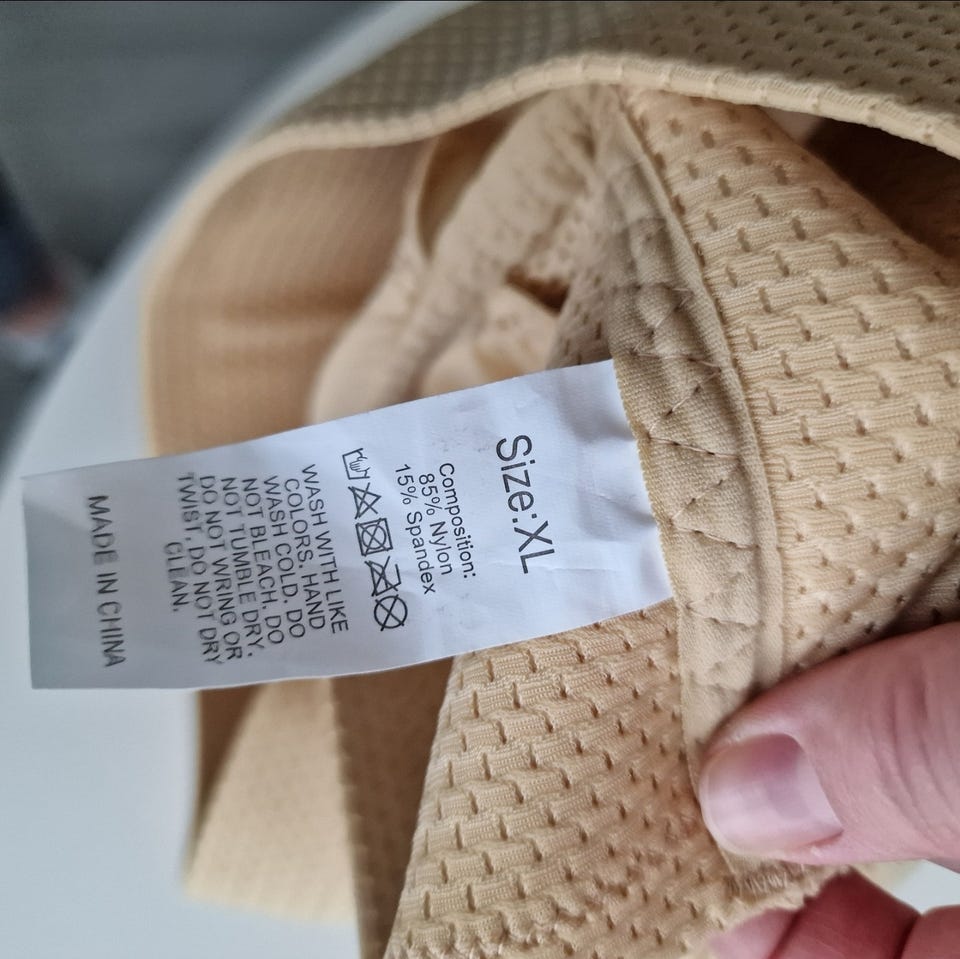 Size:XL
Composition:
85% Nylon
15% Spandex
WASH WITH LIKE
COLORS. HAND
WASH COLD. DO
NOT BLEACH. DO
NOT TUMBLE DRY.
DO NOT WRING OR
TWIST, DO NOT DRY
CLEAN.
MADE IN CHINA